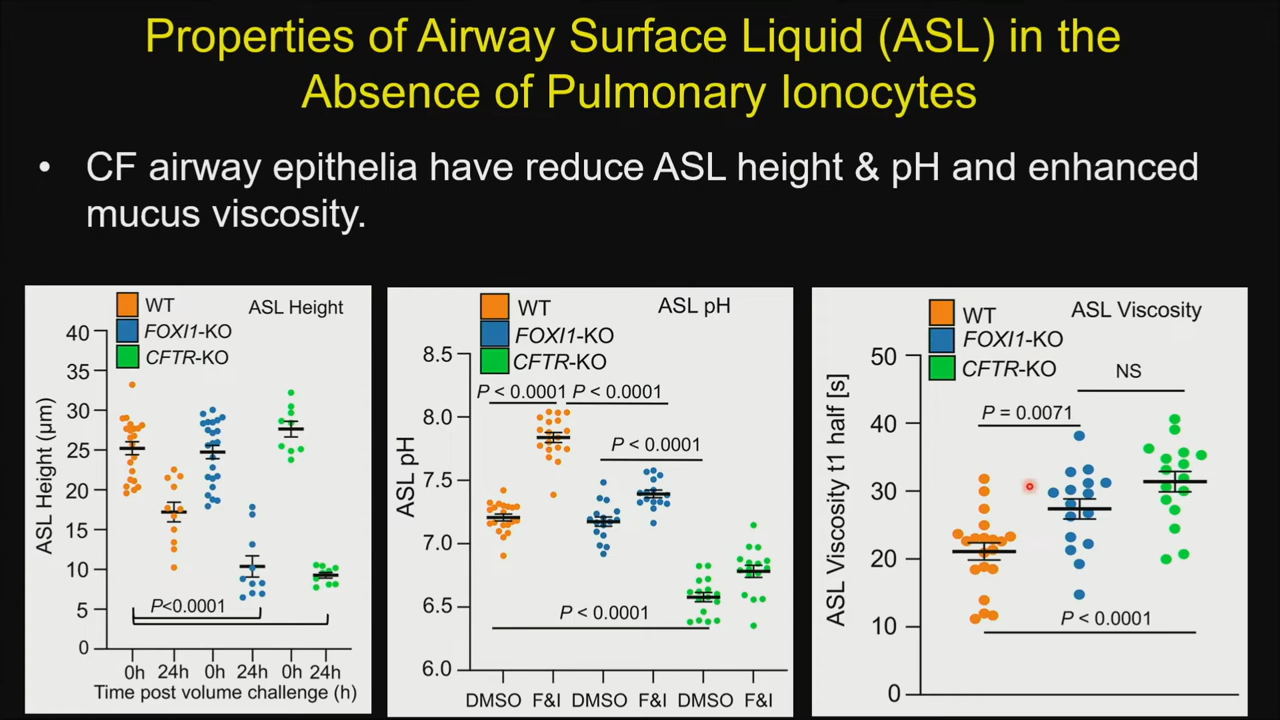 Properties of Airway Surface Liquid (ASL) in the
Absence of Pulmonary Ionocytes
• CF airway epithelia have reduce ASL height & pH and enhanced
mucus viscosity.
WT
FOXI1-KO
CFTR-KO
ASL Height
ASL Height (μm)
40
35
30
25
20
15
10
5
0
P<0.0001
0h 24h 0h 24h 0h 24h
Time post volume challenge (h)
WT
FOXI1-KO
CFTR-KO
ASL pH
ASL pH
8.5
8.0
7.5
7.0
6.5
6.0
P < 0.0001 P < 0.0001
P < 0.0001
P < 0.0001
DMSO F&I DMSO F&I DMSO F&I
WT
FOXI1-KO
CFTR-KO
ASL Viscosity
ASL Viscosity t1 half [s]
50
40
30
20
10
0
NS
P = 0.0071
P < 0.0001